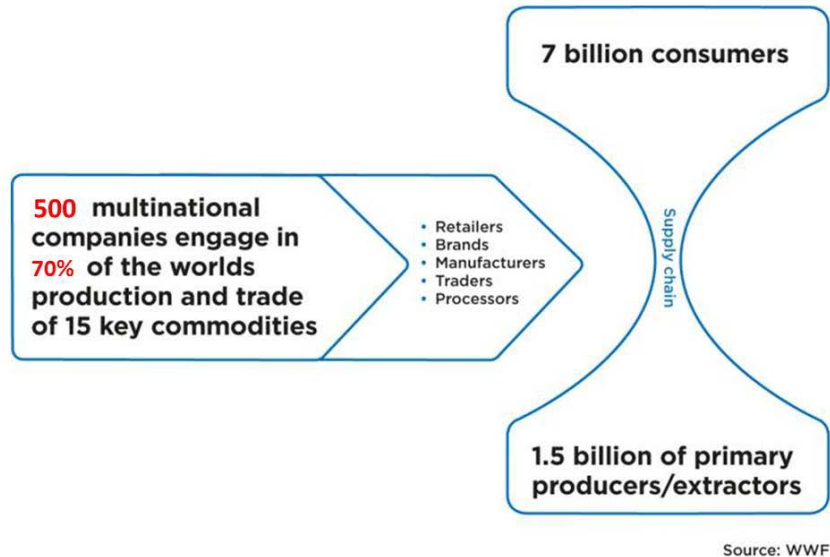 7 billion consumers
500 multinational
companies engage in
70% of the worlds
production and trade
of 15 key commodities
• Retailers
• Brands
• Manufacturers
• Traders
• Processors
Supply chain
1.5 billion of primary
producers/extractors
Source: WWF